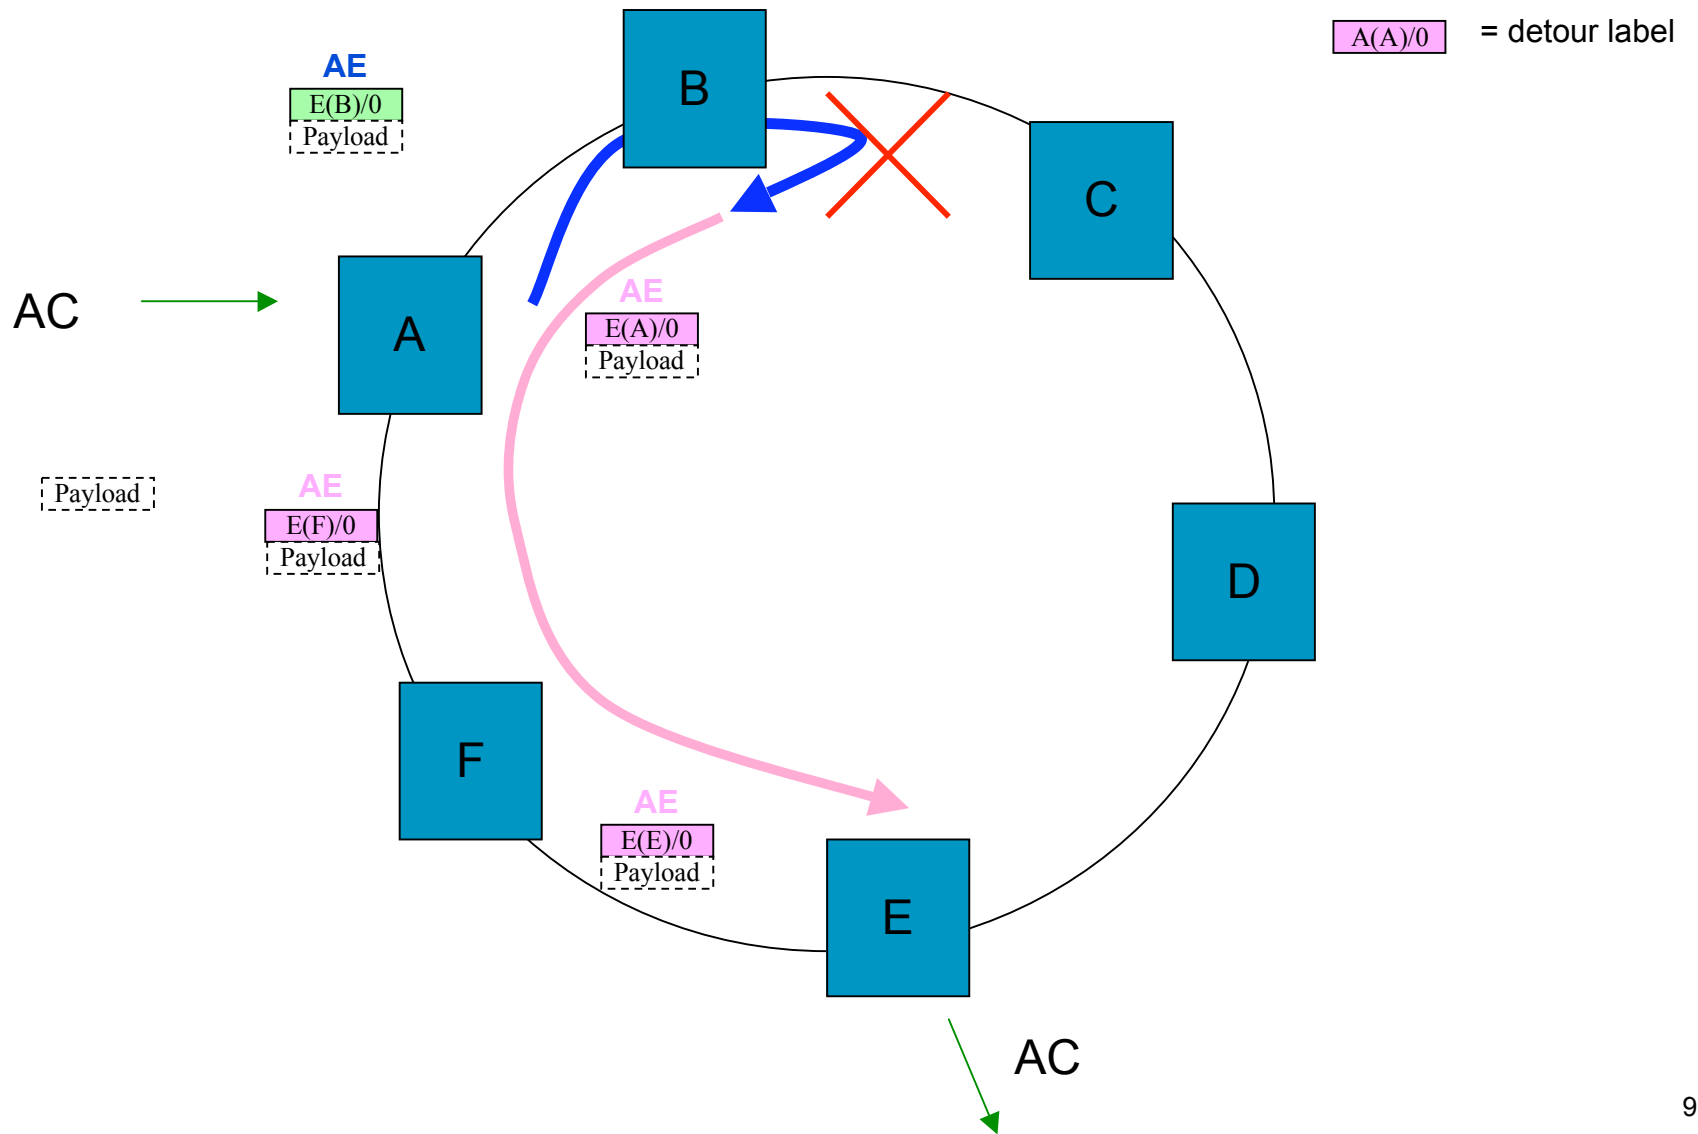 A(A)/0 = detour label
AE
E(B)/0
Payload
B
C
AC
A
AE
E(A)/0
Payload
Payload
AE
E(F)/0
Payload
D
F
AE
E(E)/0
Payload
E
AC
9